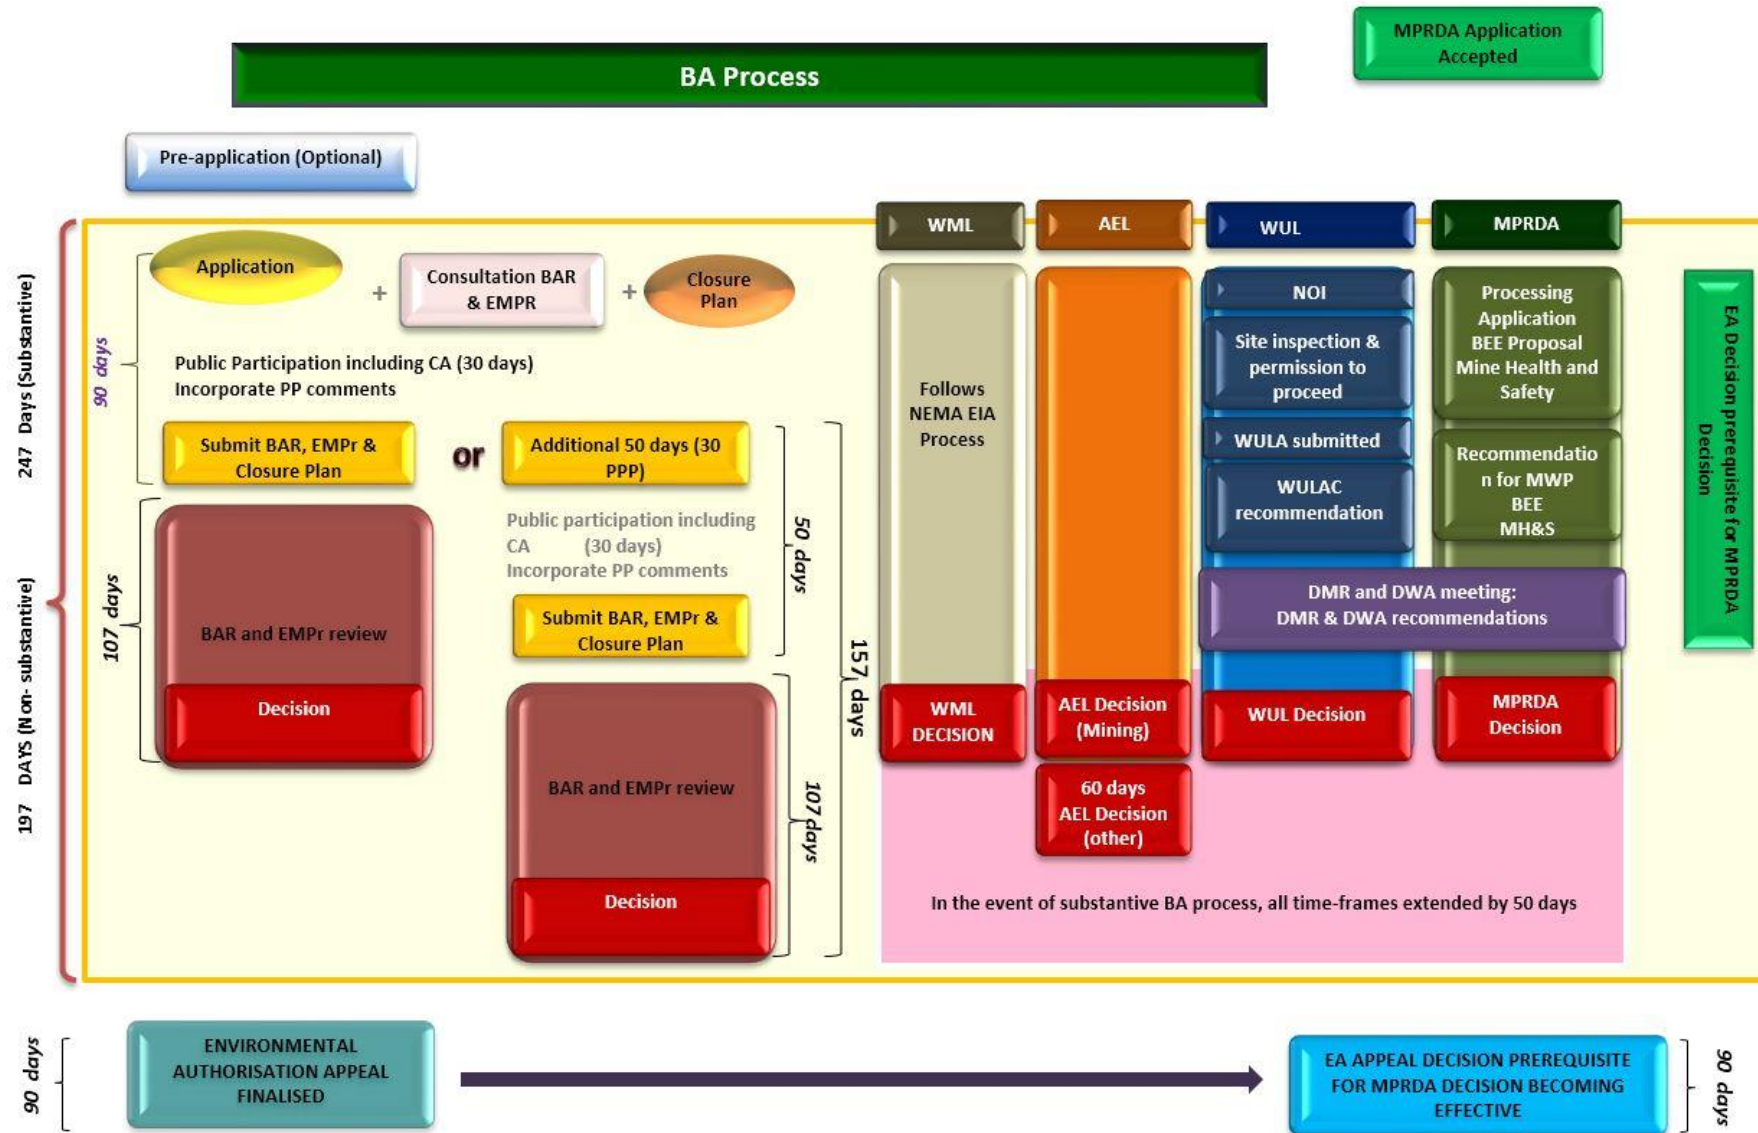 MPRDA Application
Accepted
BA Process
Pre-application (Optional)
247 Days (Substantive)
197 DAYS (Non- substantive)
90 days
Application
+
Consultation BAR
& EMPR
+
Closure
Plan
Public Participation including CA (30 days)
Incorporate PP comments
Submit BAR, EMPr &
Closure Plan
or
Additional 50 days (30
PPP)
Public participation including
CA (30 days)
Incorporate PP comments
Submit BAR, EMPr &
Closure Plan
50 days
107 days
BAR and EMPr review
Decision
BAR and EMPr review
Decision
107 days
157 days
WML
Follows
NEMA EIA
Process
WML
DECISION
AEL
AEL Decision
(Mining)
60 days
AEL Decision
(other)
WUL
NOI
Site inspection &
permission to
proceed
WULA submitted
WULAC
recommendation
MPRDA
Processing
Application
BEE Proposal
Mine Health and
Safety
Recommendatio
n for MWP
BEE
MH&S
DMR and DWA meeting:
DMR & DWA recommendations
WUL Decision
MPRDA
Decision
In the event of substantive BA process, all time-frames extended by 50 days
EA Decision prerequisite for MPRDA
Decision
90 days
ENVIRONMENTAL
AUTHORISATION APPEAL
FINALISED
EA APPEAL DECISION PREREQUISITE
FOR MPRDA DECISION BECOMING
EFFECTIVE
90 days